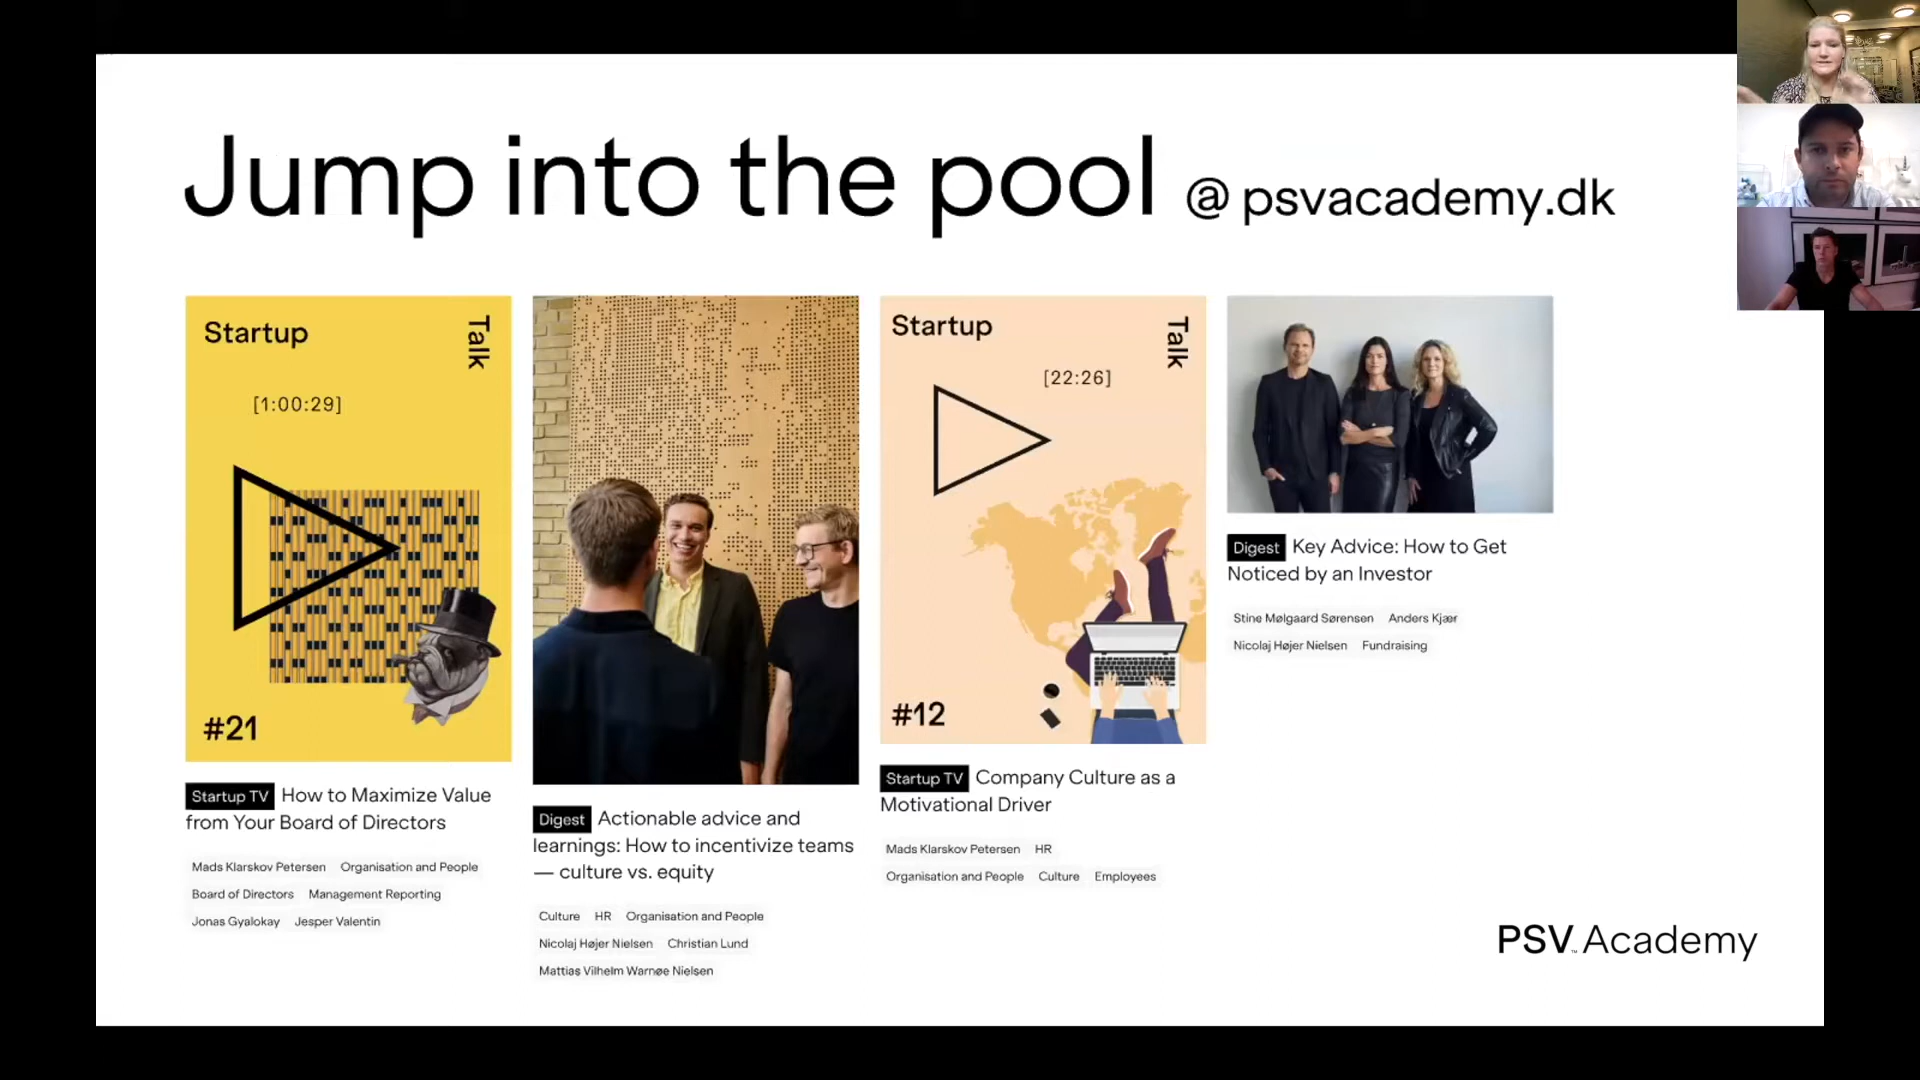 Jump into the pool @ psvacademy.dk
Startup
Talk
[1:00:29]
#21
Startup TV How to Maximize Value
from Your Board of Directors
Mads Klarskov Petersen Organisation and People
Board of Directors Management Reporting
Jonas Gyalokay Jesper Valentin
Digest Actionable advice and
learnings: How to incentivize teams
— culture vs. equity
Culture HR Organisation and People
Nicolaj Højer Nielsen Christian Lund
Mattias Vilhelm Warnøe Nielsen
Startup
Talk
[22:26]
#12
Startup TV Company Culture as a
Motivational Driver
Mads Klarskov Petersen HR
Organisation and People Culture Employees
Digest Key Advice: How to Get
Noticed by an Investor
Stine Mølgaard Sørensen Anders Kjær
Nicolaj Højer Nielsen Fundraising
PSV™ Academy